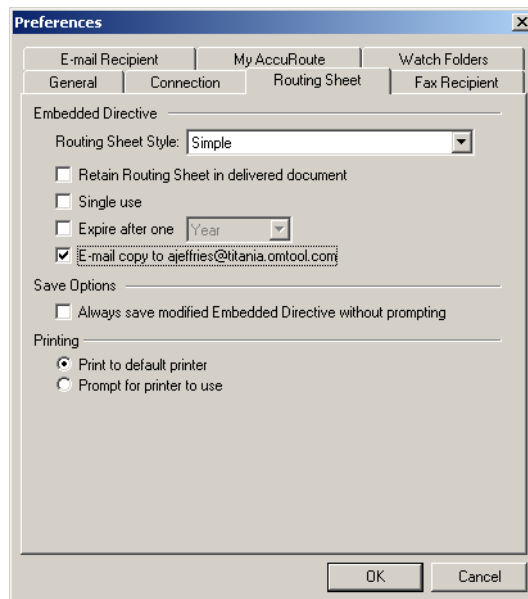 Preferences
E-mail Recipient My AccuRoute Watch Folders
General Connection Routing Sheet Fax Recipient
Embedded Directive
Routing Sheet Style: Simple
Retain Routing Sheet in delivered document
Single use
Expire after one Year
E-mail copy to ajeffries@titania.omtool.com
Save Options
Always save modified Embedded Directive without prompting
Printing
Print to default printer
Prompt for printer to use
OK Cancel